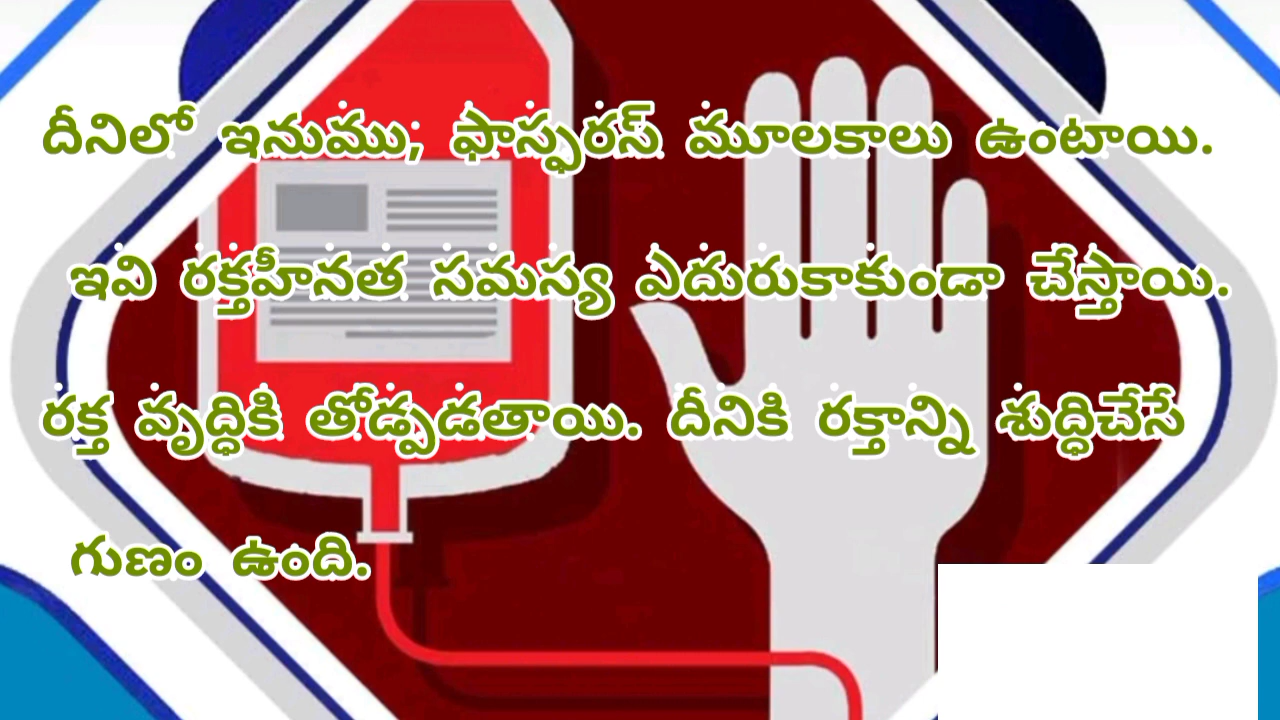 దీనిలో ఇనుము; ఫాస్ఫరస్ మూలకాలు ఉంటాయి.
ఇవి రక్తహీనత సమస్య ఎదురుకాకుండా చేస్తాయి.
రక్త వృద్ధికి తోడ్పడతాయి. దీనికి రక్తాన్ని శుద్ధిచేసే
గుణం ఉంది.